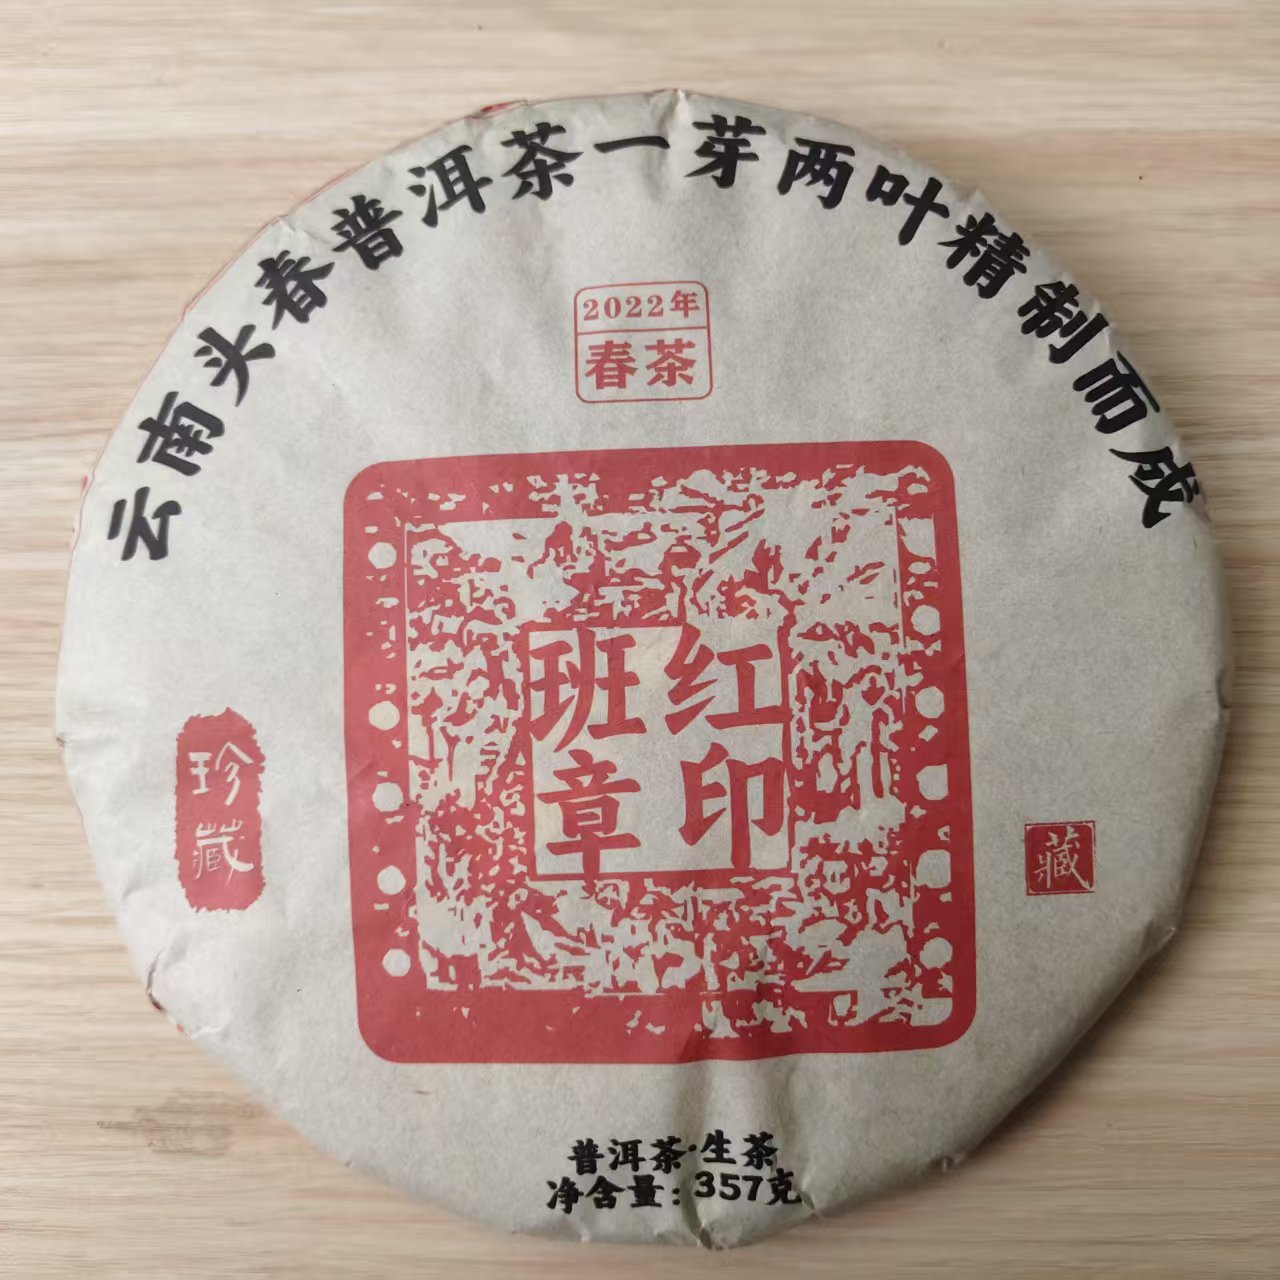 云南头春普洱茶一芽两叶精制而成
2022年
春茶
红印
班章
珍藏
藏
普洱茶·生茶
净含量：357克